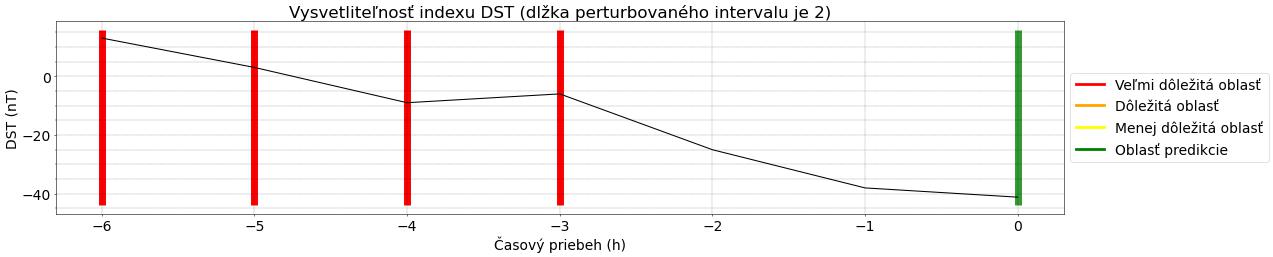 Vysvetliteľnosť indexu DST (dĺžka perturbovaného intervalu je 2)
DST (nT)
0
−20
−40
−6
−5
−4
−3
−2
−1
0
Časový priebeh (h)
Veľmi dôležitá oblasť
Dôležitá oblasť
Menej dôležitá oblasť
Oblasť predikcie